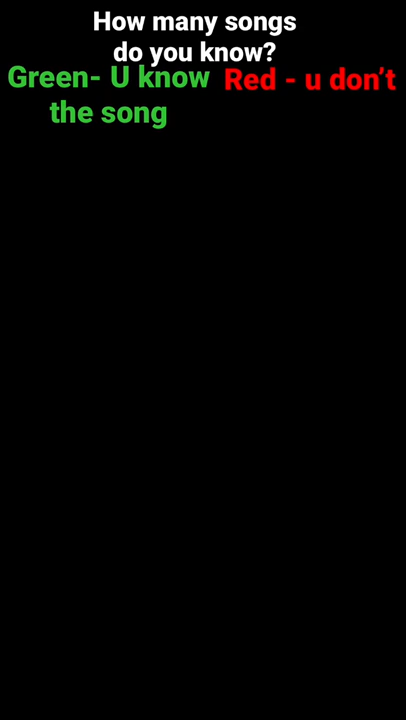 How many songs
do you know?
Green- U know
the song
Red - u don’t